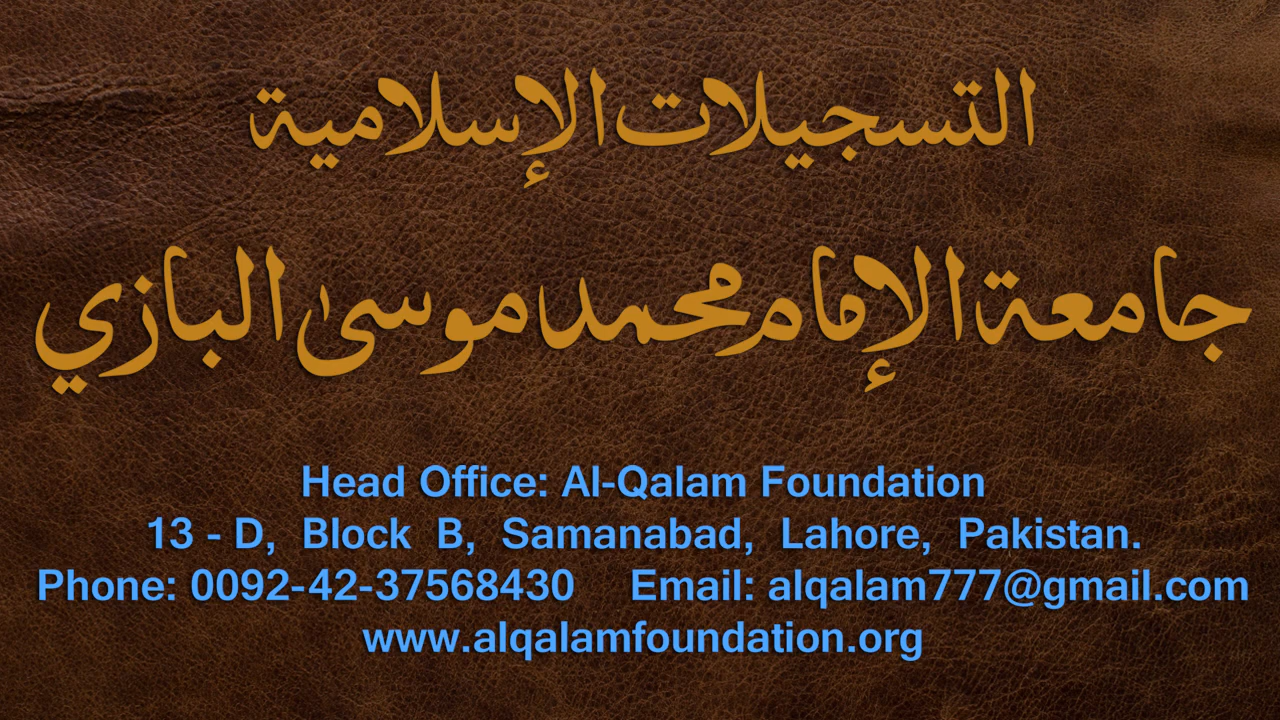 التسجيلات الإسلامية
جامعة الإمام محمد موسىٰ البازي
Head Office: Al-Qalam Foundation
13 - D, Block B, Samanabad, Lahore, Pakistan.
Phone: 0092-42-37568430 Email: alqalam777@gmail.com
www.alqalamfoundation.org